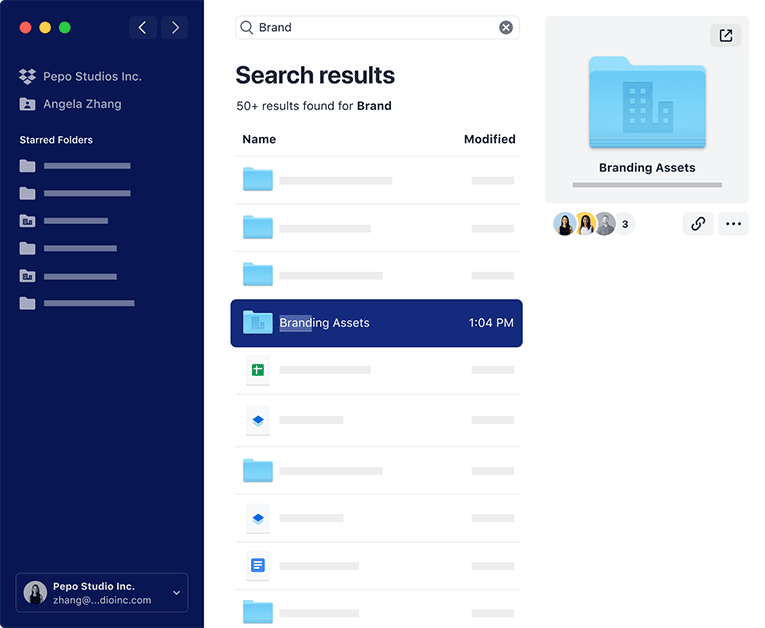 Pepo Studios Inc.
Angela Zhang
Starred Folders
Pepo Studio Inc.
zhang@...dioinc.com
Brand
Search results
50+ results found for Brand
Name Modified
Branding Assets 1:04 PM
Branding Assets
3